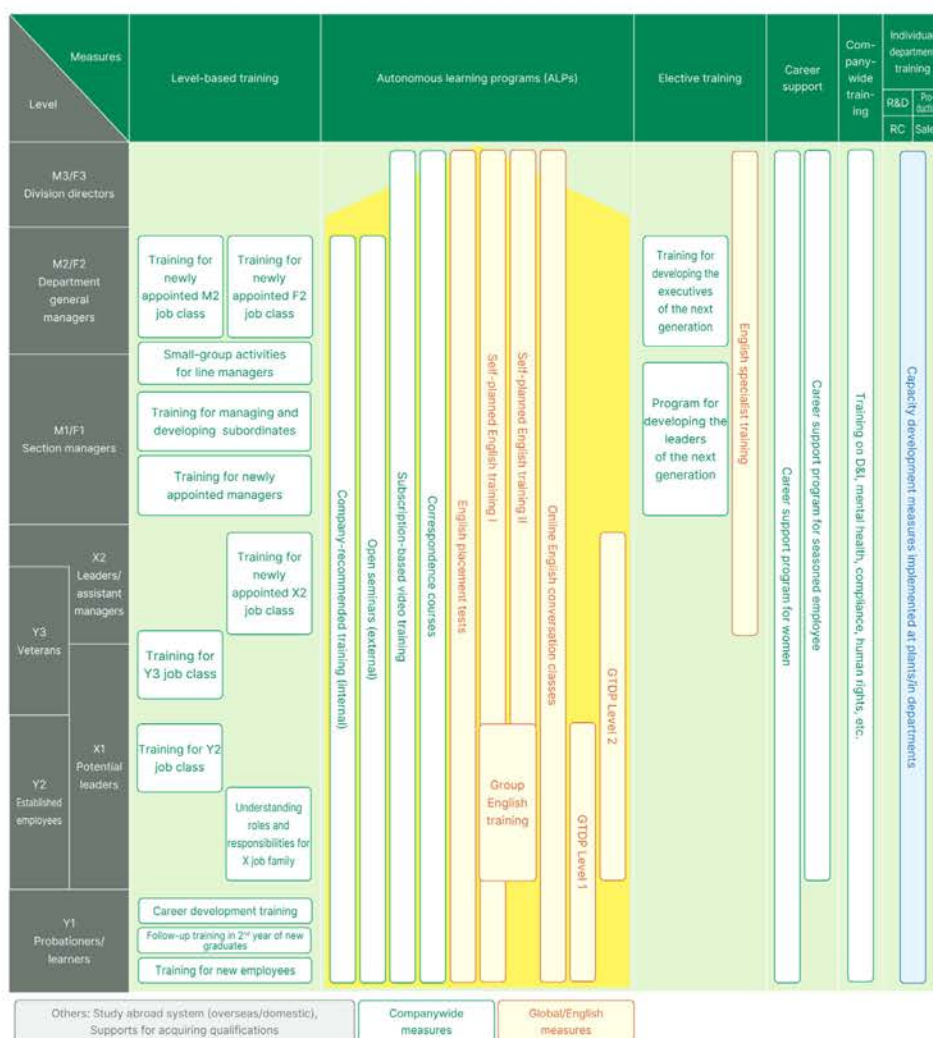 Measures
Level
Level-based training
Autonomous learning programs (ALPs)
Elective training
Career
support
Com-
pany-
wide
train-
ing
Individual
department
training
R&D
Pro-
duction
RC
Sales
M3/F3
Division directors
M2/F2
Department
general
managers
M1/F1
Section managers
X2
Leaders/
assistant
managers
Y3
Veterans
X1
Potential
leaders
Y2
Established
employees
Y1
Probationers/
learners
Training for
newly
appointed M2
job class
Training for
newly
appointed F2
job class
Small-group activities
for line managers
Training for managing and
developing subordinates
Training for newly
appointed managers
Training for
newly
appointed X2
job class
Training for
Y3 job class
Training for Y2
job class
Understanding
roles and
responsibilities for
X job family
Career development training
Follow-up training in 2nd year of new
graduates
Training for new employees
Company-recommended training (internal)
Open seminars (external)
Subscription-based video training
Correspondence courses
English placement tests
Self-planned English training I
Self-planned English training II
Group
English
training
Online English conversation classes
GTDP Level 1
GTDP Level 2
Training for
developing the
executives
of the next
generation
Program for
developing the
leaders
of the next
generation
English specialist training
Career support program for women
Career support program for seasoned employee
Training on D&I, mental health, compliance, human rights, etc.
Capacity development measures implemented at plants/in departments
Others: Study abroad system (overseas/domestic),
Supports for acquiring qualifications
Companywide
measures
Global/English
measures